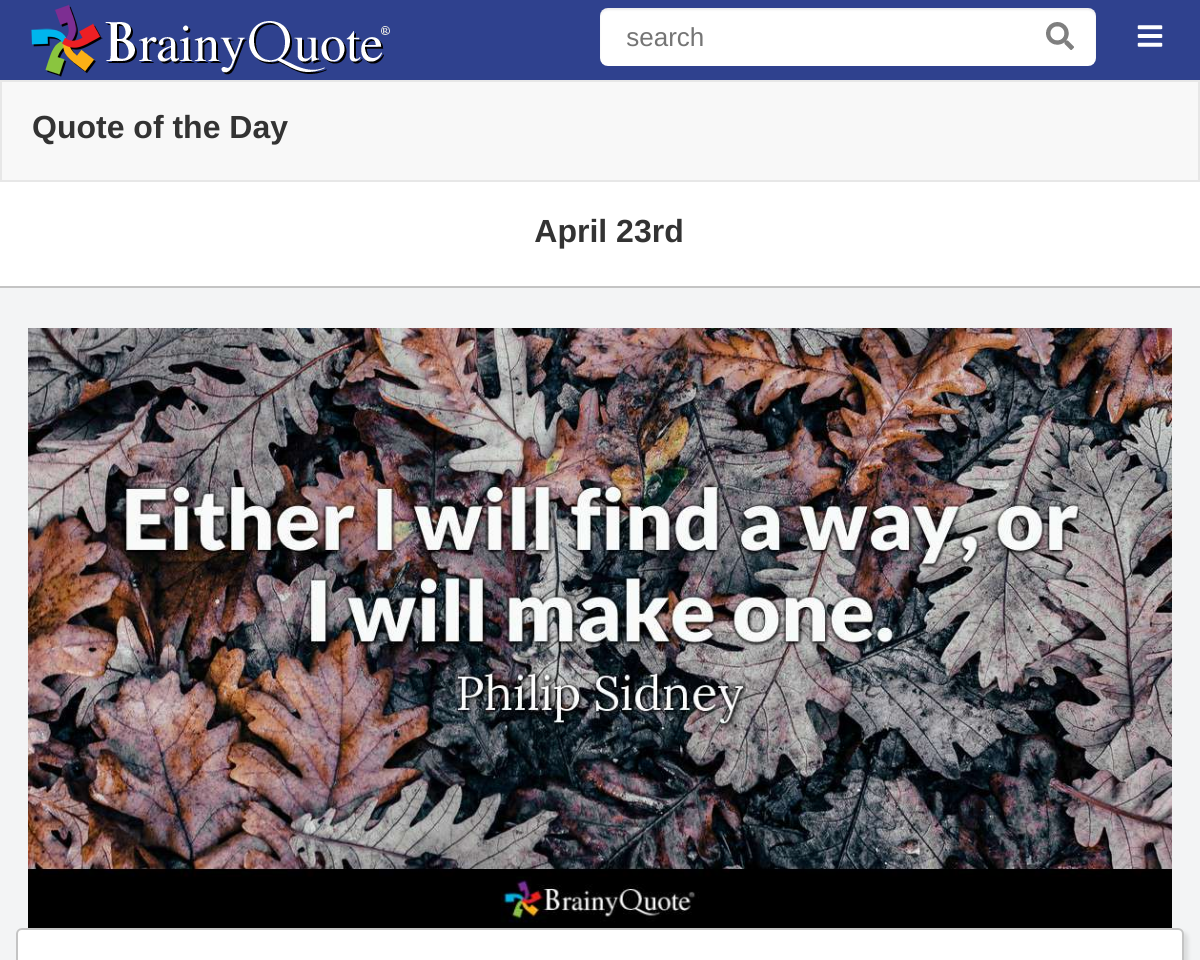 BrainyQuote®
search
Quote of the Day
April 23rd
Either I will find a way, or
I will make one.
Philip Sidney
BrainyQuote®